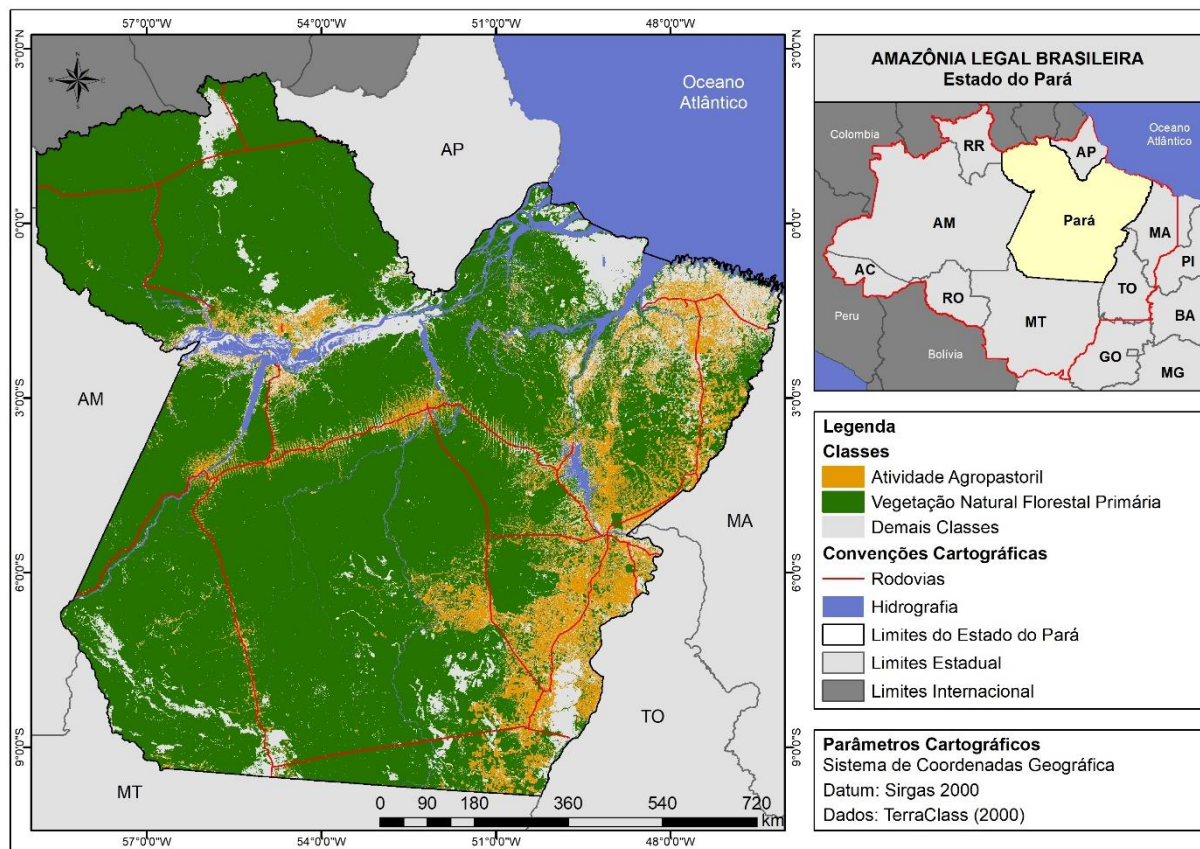 57°0'0"W
54°0'0"W
51°0'0"W
48°0'0"W
3°0'0"N
0°0'0"
3°0'0"S
6°0'0"S
9°0'0"S
Oceano
Atlântico
AP
AM
MA
TO
MT
0 90 180 360 540 720
km
3°0'0"N
0°0'0"
3°0'0"S
6°0'0"S
9°0'0"S
57°0'0"W
54°0'0"W
51°0'0"W
48°0'0"W
AMAZÔNIA LEGAL BRASILEIRA
Estado do Pará
Colombia
RR
AP
Oceano
Atlântico
AM
Pará
MA
PI
AC
RO
TO
BA
Peru
MT
Bolivia
GO
MG
Legenda
Classes
Atividade Agropastoril
Vegetação Natural Florestal Primária
Demais Classes
Convenções Cartográficas
Rodovias
Hidrografia
Limites do Estado do Pará
Limites Estadual
Limites Internacional
Parâmetros Cartográficos
Sistema de Coordenadas Geográfica
Datum: Sirgas 2000
Dados: TerraClass (2000)